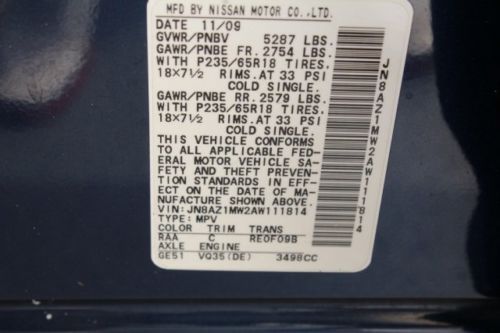 MFD BY NISSAN MOTOR CO.,LTD.
DATE 11/09
GVWR/PNBV 5287 LBS.
GAWR/PNBE FR. 2754 LBS.
WITH P235/65R18 TIRES.
18×7½ RIMS.AT 33 PSI
COLD SINGLE.
GAWR/PNBE RR. 2579 LBS.
WITH P235/65R18 TIRES.
18×7½ RIMS.AT 33 PSI
COLD SINGLE.
THIS VEHICLE CONFORMS
TO ALL APPLICABLE FED-
ERAL MOTOR VEHICLE SA-
FETY AND THEFT PREVEN-
TION STANDARDS IN EFF-
ECT ON THE DATE OF MA-
NUFACTURE SHOWN ABOVE.
VIN: JN8AZ1MW2AW111814
TYPE: MPV
COLOR TRIM TRANS
RAA C RE0F09B
AXLE ENGINE
GE51 VQ35(DE) 3498CC
JN8AZ1MW2AW111814